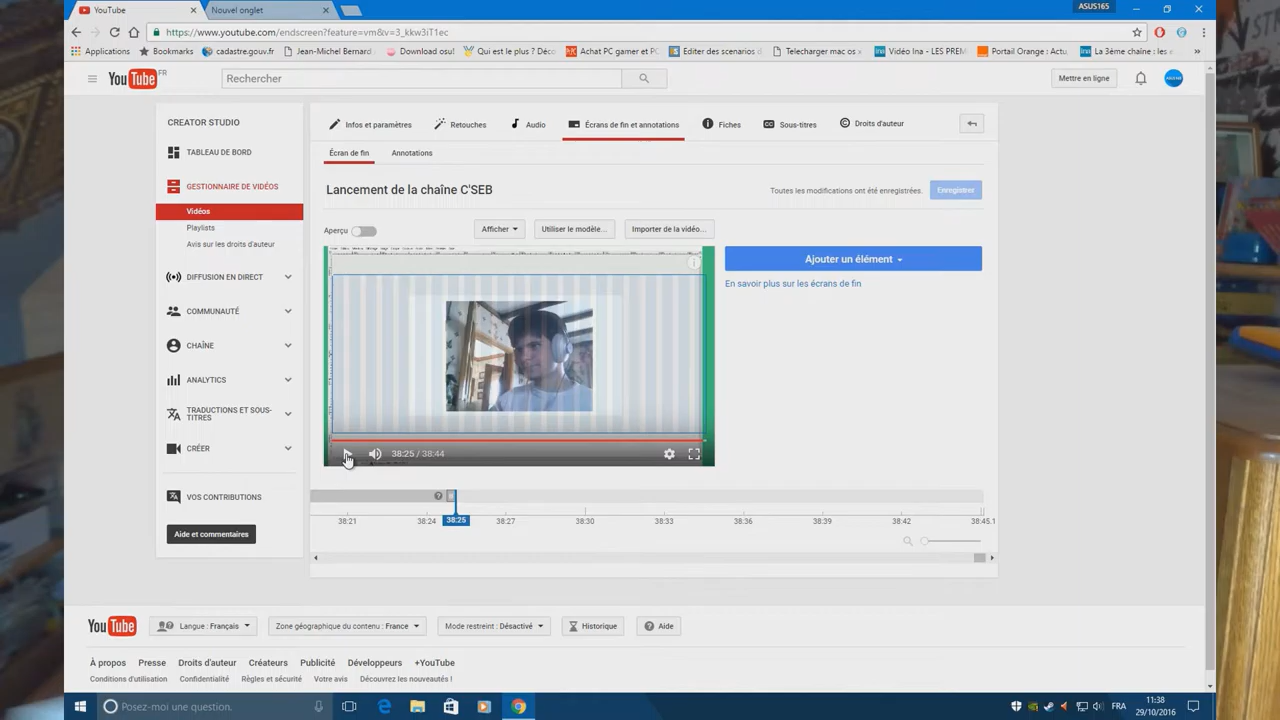 YouTube
Nouvel onglet
ASUS165
https://www.youtube.com/endscreen?feature=vm&v=3_kkw3iT1ec
Applications Bookmarks cadastre.gouv.fr Jean-Michel Bernard Download osu! Qui est le plus ? Déco Achat PC gamer et PC Editer des scenarios d Telecharger mac os x Vidéo Ina - LES PREM Portail Orange : Actu, La 3ème chaîne : les e
YouTube FR
Rechercher
Mettre en ligne
CREATOR STUDIO
TABLEAU DE BORD
GESTIONNAIRE DE VIDÉOS
Vidéos
Playlists
Avis sur les droits d'auteur
DIFFUSION EN DIRECT
COMMUNAUTÉ
CHAÎNE
ANALYTICS
TRADUCTIONS ET SOUS-
TITRES
CRÉER
VOS CONTRIBUTIONS
Aide et commentaires
Infos et paramètres Retouches Audio Écrans de fin et annotations Fiches Sous-titres Droits d'auteur
Écran de fin Annotations
Lancement de la chaîne C'SEB
Toutes les modifications ont été enregistrées. Enregistrer
Aperçu Afficher Utiliser le modèle... Importer de la vidéo...
Ajouter un élément
En savoir plus sur les écrans de fin
38:25 / 38:44
38:21 38:24 38:25 38:27 38:30 38:33 38:36 38:39 38:42 38:45.1
YouTube Langue : Français Zone géographique du contenu : France Mode restreint : Désactivé Historique Aide
À propos Presse Droits d'auteur Créateurs Publicité Développeurs +YouTube
Conditions d'utilisation Confidentialité Règles et sécurité Votre avis Découvrez les nouveautés !
Posez-moi une question.
FRA
11:38
29/10/2016